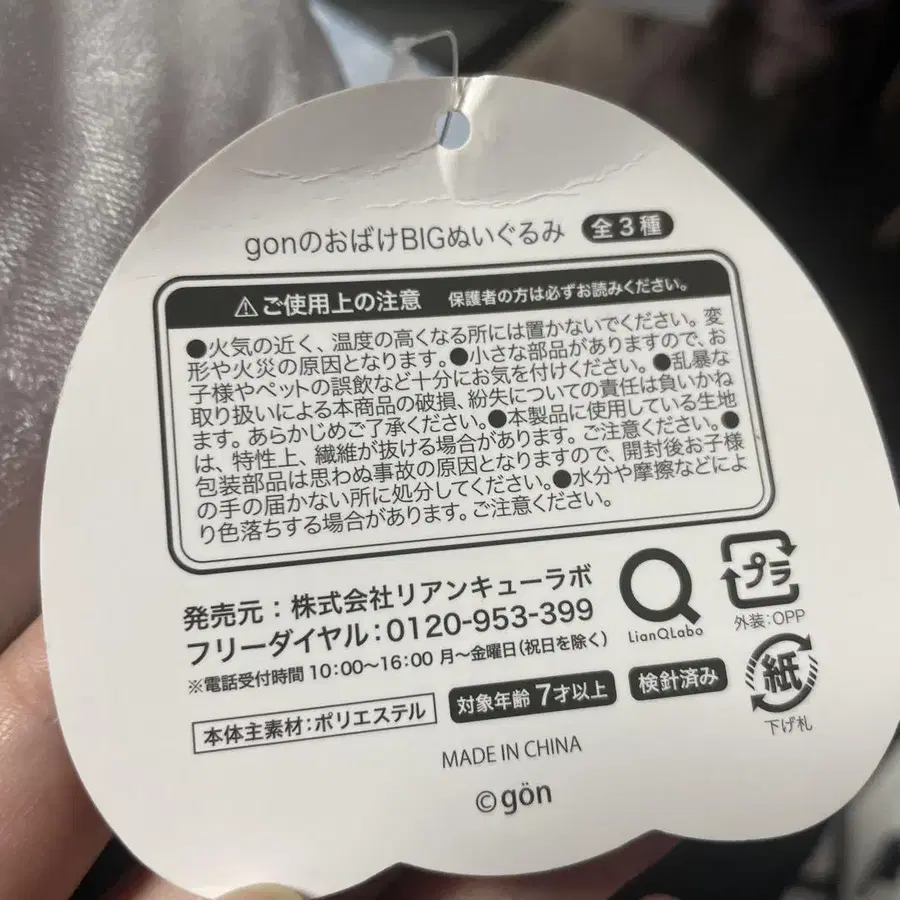 gonのおばけBIGぬいぐるみ 全3種
⚠ご使用上の注意 保護者の方は必ずお読みください。
●火気の近く、温度の高くなる所には置かないでください。変
形や火災の原因となります。●小さな部品がありますので、お
子様やペットの誤飲など十分にお気を付けください。●乱暴な
取り扱いによる本商品の破損、紛失についての責任は負いかね
ます。あらかじめご了承ください。●本製品に使用している生地
は、特性上、繊維が抜ける場合があります。ご注意ください。●
包装部品は思わぬ事故の原因となりますので、開封後お子様
の手の届かない所に処分してください。●水分や摩擦などによ
り色落ちする場合があります。ご注意ください。
発売元：株式会社リアンキューラボ
フリーダイヤル：0120-953-399
※電話受付時間 10:00〜16:00 月〜金曜日(祝日を除く)
LianQLabo
プラ
外装：OPP
本体主素材：ポリエステル
対象年齢 7才以上
検針済み
紙
下げ札
MADE IN CHINA
©gön